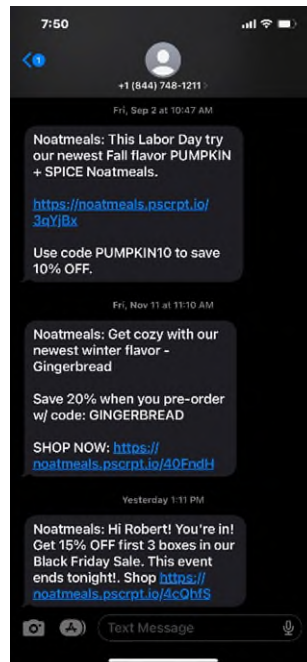 7:50
1
+1 (844) 748-1211
Fri, Sep 2 at 10:47 AM
Noatmeals: This Labor Day try
our newest Fall flavor PUMPKIN
+ SPICE Noatmeals.
https://noatmeals.pscrpt.io/
3qYjBx
Use code PUMPKIN10 to save
10% OFF.
Fri, Nov 11 at 11:10 AM
Noatmeals: Get cozy with our
newest winter flavor -
Gingerbread
Save 20% when you pre-order
w/ code: GINGERBREAD
SHOP NOW: https://
noatmeals.pscrpt.io/40FndH
Yesterday 1:11 PM
Noatmeals: Hi Robert! You're in!
Get 15% OFF first 3 boxes in our
Black Friday Sale. This event
ends tonight!. Shop https://
noatmeals.pscrpt.io/4cQhfS
Text Message